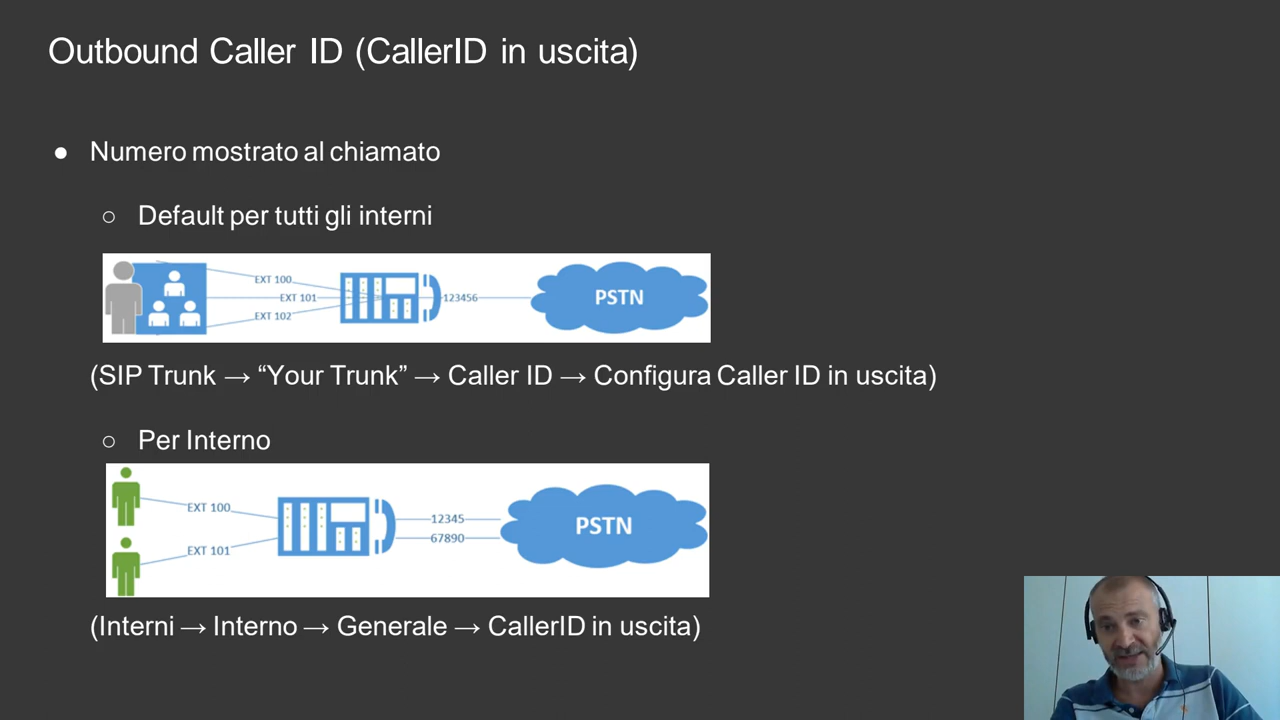 Outbound Caller ID (CallerID in uscita)
● Numero mostrato al chiamato
○ Default per tutti gli interni
EXT 100
EXT 101
EXT 102
123456
PSTN
(SIP Trunk → “Your Trunk” → Caller ID → Configura Caller ID in uscita)
○ Per Interno
EXT 100
EXT 101
12345
67890
PSTN
(Interni → Interno → Generale → CallerID in uscita)